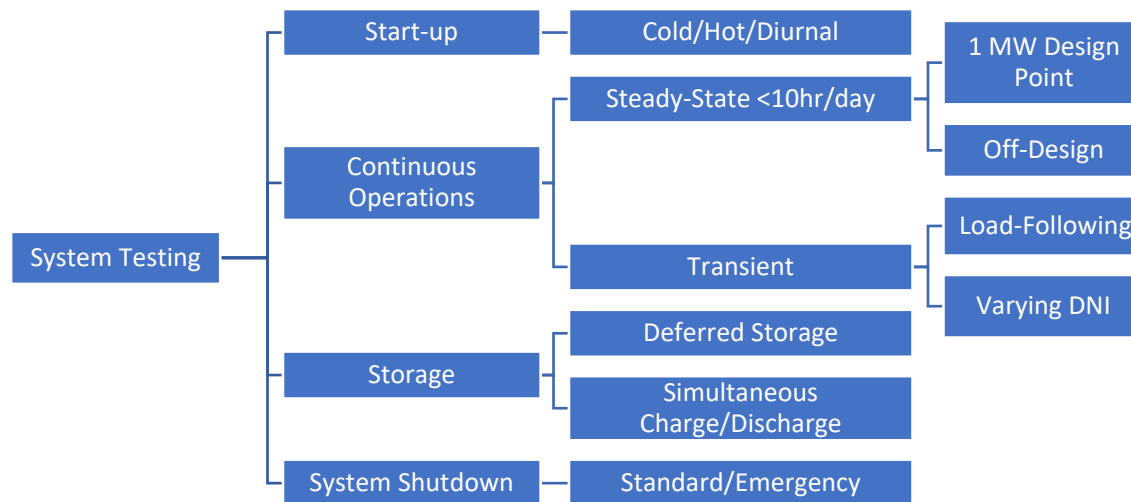 Start-up
Cold/Hot/Diurnal
1 MW Design
Point
Steady-State <10hr/day
Off-Design
Continuous
Operations
Load-Following
System Testing
Transient
Varying DNI
Deferred Storage
Storage
Simultaneous
Charge/Discharge
System Shutdown
Standard/Emergency